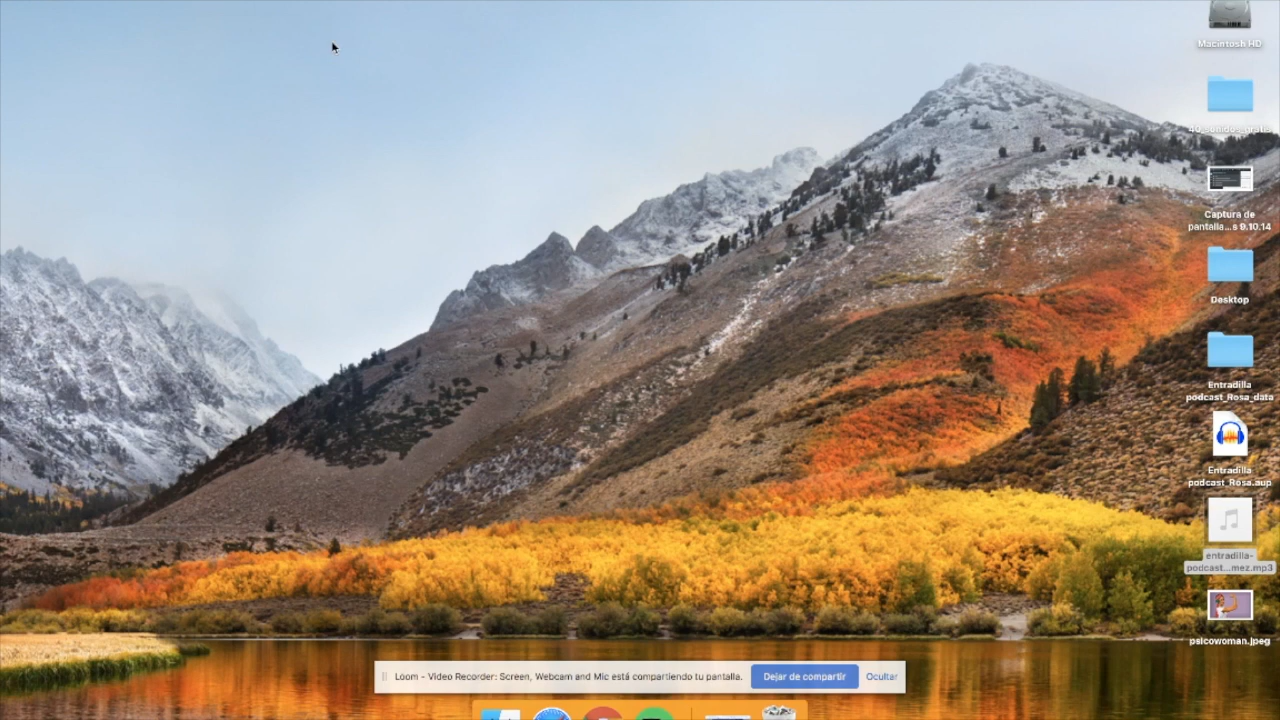 Macintosh HD
40_sonidos_gratis
Captura de
pantalla...s 9.10.14
Desktop
Entradilla
podcast_Rosa_data
Entradilla
podcast_Rosa.aup
entradilla-
podcast...mez.mp3
psicowoman.jpeg
Loom - Video Recorder: Screen, Webcam and Mic está compartiendo tu pantalla.
Dejar de compartir
Ocultar